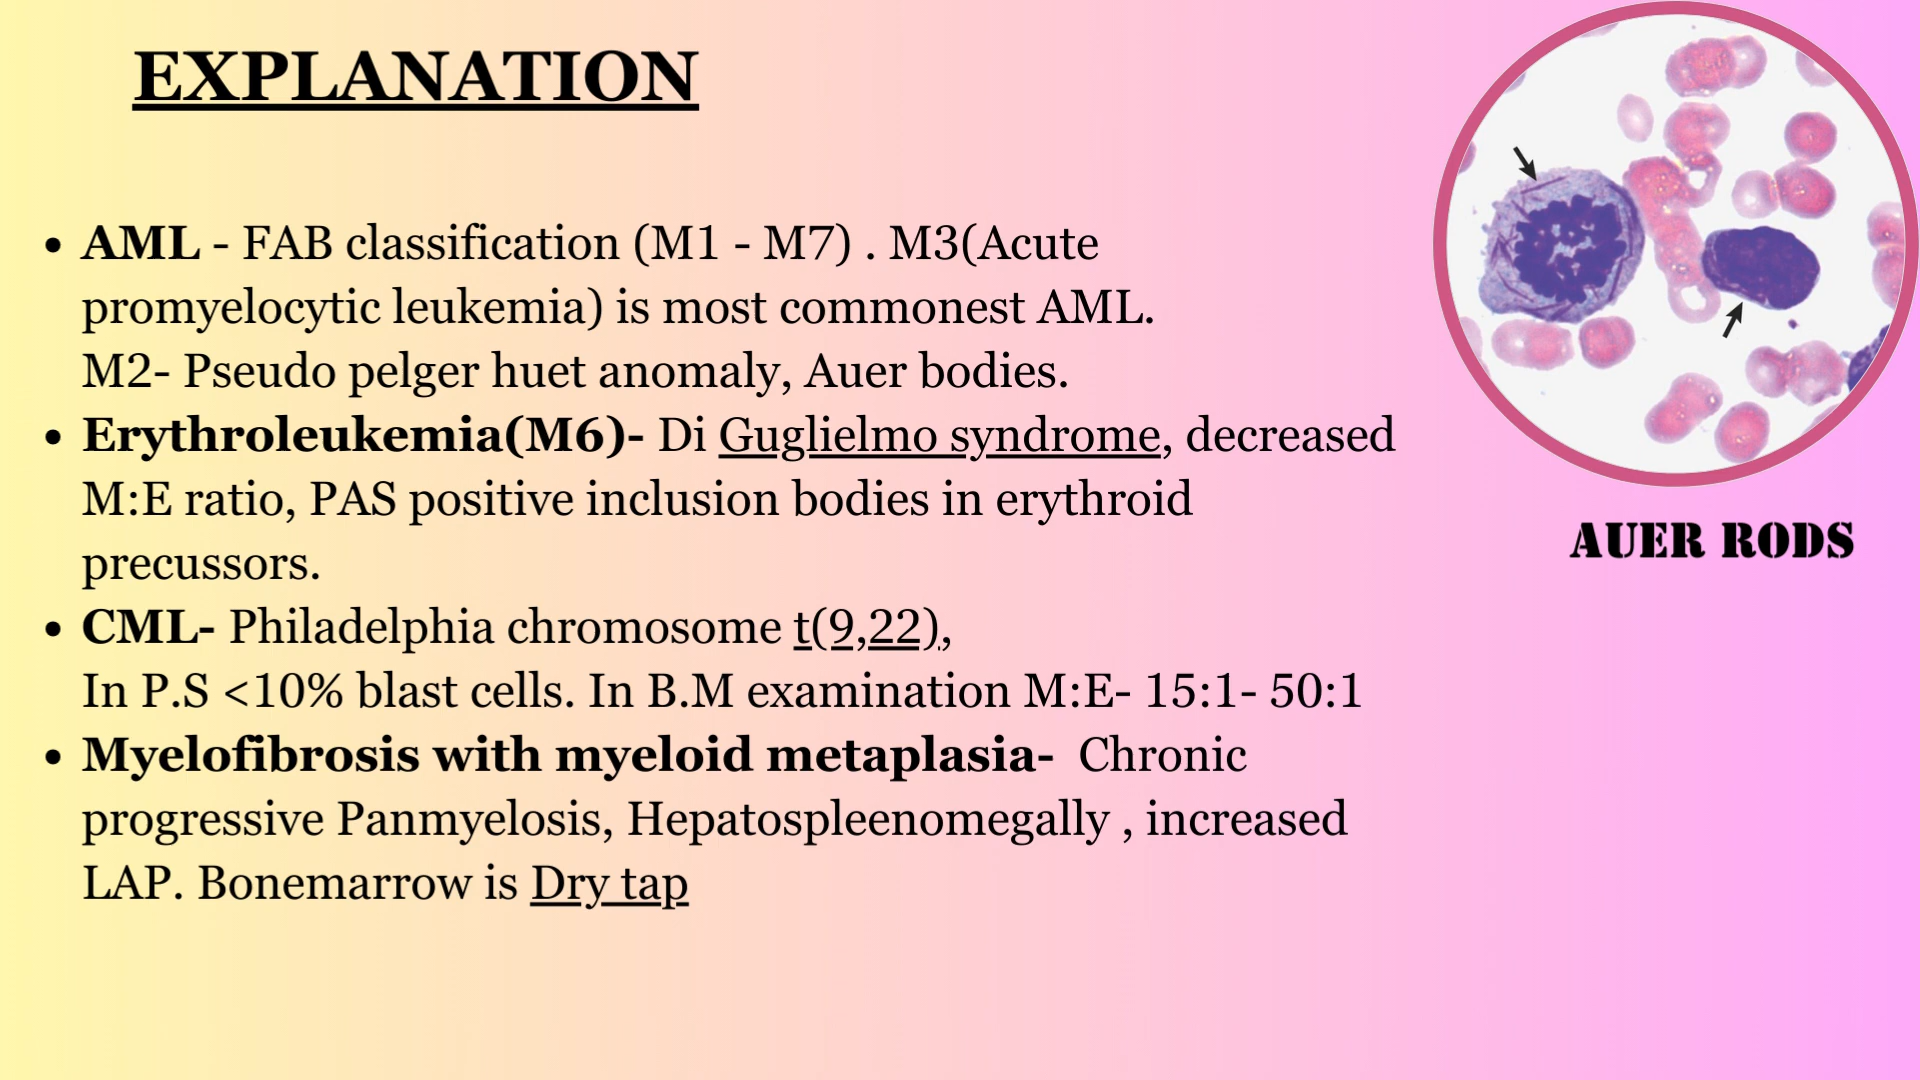 EXPLANATION
• AML - FAB classification (M1 - M7) . M3(Acute
promyelocytic leukemia) is most commonest AML.
M2- Pseudo pelger huet anomaly, Auer bodies.
• Erythroleukemia(M6)- Di Guglielmo syndrome, decreased
M:E ratio, PAS positive inclusion bodies in erythroid
precussors.
• CML- Philadelphia chromosome t(9,22),
In P.S <10% blast cells. In B.M examination M:E- 15:1- 50:1
• Myelofibrosis with myeloid metaplasia- Chronic
progressive Panmyelosis, Hepatospleenomegally , increased
LAP. Bonemarrow is Dry tap
AUER RODS